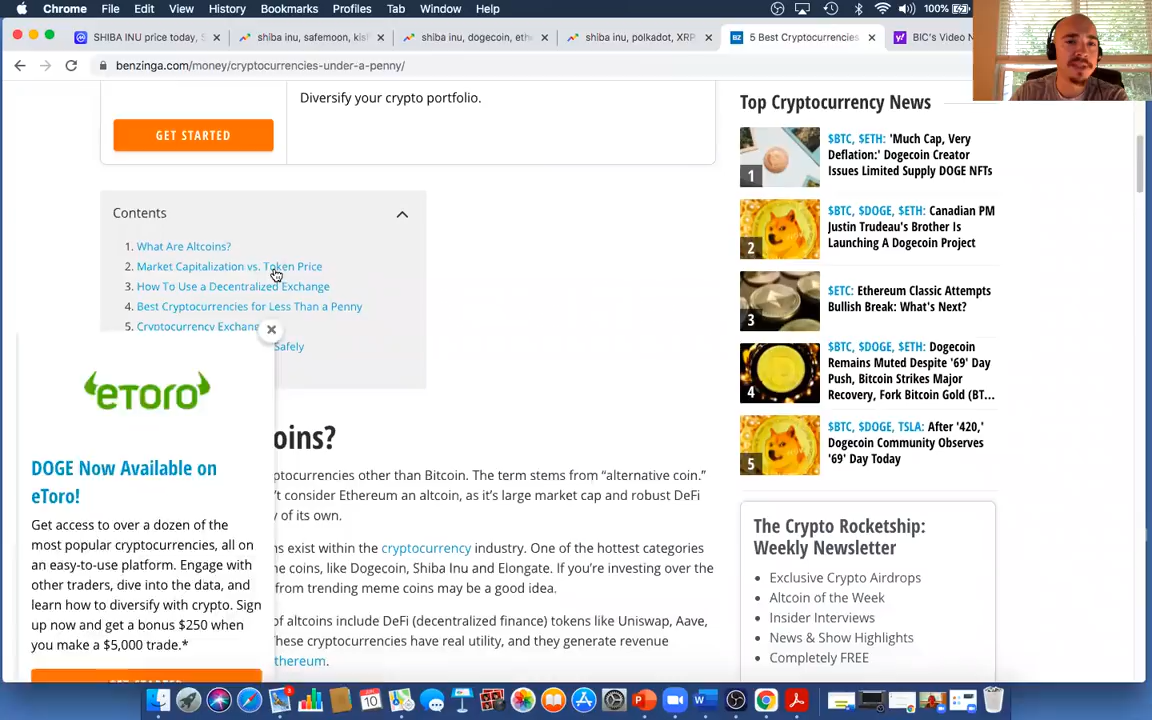 Chrome File Edit View History Bookmarks Profiles Tab Window Help 100%
SHIBA INU price today, S
shiba inu, safemoon, kish
shiba inu, dogecoin, ethe
shiba inu, polkadot, XRP
5 Best Cryptocurrencies
BIC's Video N
benzinga.com/money/cryptocurrencies-under-a-penny/
Diversify your crypto portfolio.
GET STARTED
Contents
1. What Are Altcoins?
2. Market Capitalization vs. Token Price
3. How To Use a Decentralized Exchange
4. Best Cryptocurrencies for Less Than a Penny
5. Cryptocurrency Exchan
Safely
eToro
DOGE Now Available on
eToro!
Get access to over a dozen of the
most popular cryptocurrencies, all on
an easy-to-use platform. Engage with
other traders, dive into the data, and
learn how to diversify with crypto. Sign
up now and get a bonus $250 when
you make a $5,000 trade.*
oins?
ptocurrencies other than Bitcoin. The term stems from “alternative coin.”
't consider Ethereum an altcoin, as it's large market cap and robust DeFi
y of its own.
ns exist within the cryptocurrency industry. One of the hottest categories
ne coins, like Dogecoin, Shiba Inu and Elongate. If you're investing over the
from trending meme coins may be a good idea.
of altcoins include DeFi (decentralized finance) tokens like Uniswap, Aave,
These cryptocurrencies have real utility, and they generate revenue
thereum.
Top Cryptocurrency News
1
$BTC, $ETH: 'Much Cap, Very
Deflation:' Dogecoin Creator
Issues Limited Supply DOGE NFTs
2
$BTC, $DOGE, $ETH: Canadian PM
Justin Trudeau's Brother Is
Launching A Dogecoin Project
3
$ETC: Ethereum Classic Attempts
Bullish Break: What's Next?
4
$BTC, $DOGE, $ETH: Dogecoin
Remains Muted Despite '69' Day
Push, Bitcoin Strikes Major
Recovery, Fork Bitcoin Gold (BT...
5
$BTC, $DOGE, TSLA: After '420,'
Dogecoin Community Observes
'69' Day Today
The Crypto Rocketship:
Weekly Newsletter
• Exclusive Crypto Airdrops
• Altcoin of the Week
• Insider Interviews
• News & Show Highlights
• Completely FREE